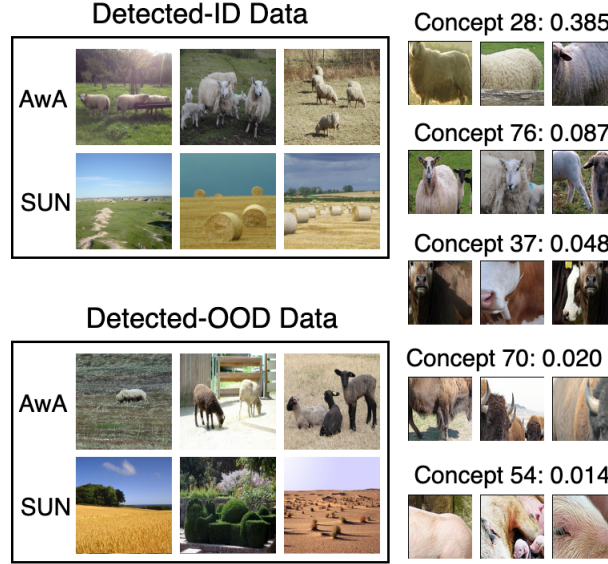 Detected-ID Data
AwA
SUN
Detected-OOD Data
AwA
SUN
Concept 28: 0.385
Concept 76: 0.087
Concept 37: 0.048
Concept 70: 0.020
Concept 54: 0.014